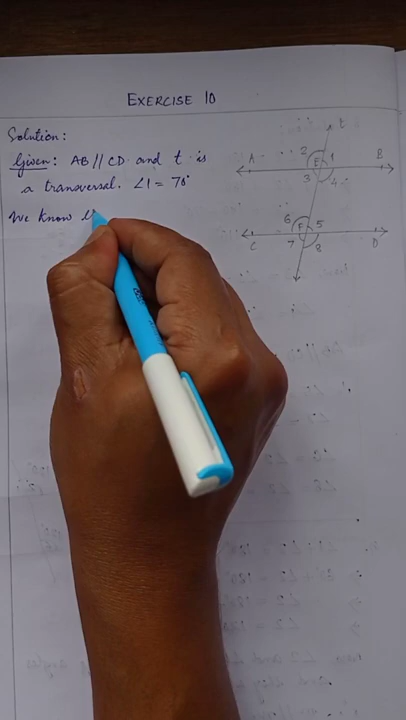 EXERCISE 10
Solution:
Given: AB // CD and t is
a transversal. ∠1 = 70°
We know
t
A
B
2
E
1
3
4
6
F
5
C
7
8
D